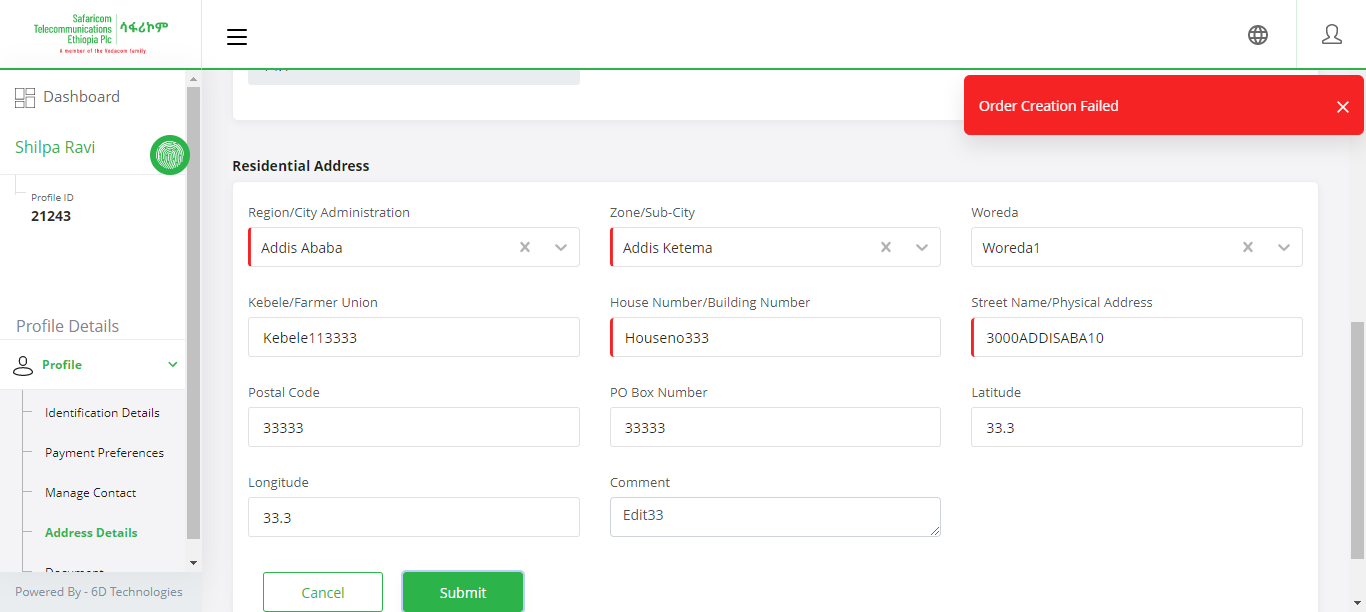 Safaricom
Telecommunications
Ethiopia Plc
ሳፋሪኮም
A member of the Vodacom family
Dashboard
Shilpa Ravi
Profile ID
21243
Profile Details
Profile
Identification Details
Payment Preferences
Manage Contact
Address Details
Powered By - 6D Technologies
Order Creation Failed
Residential Address
Region/City Administration
Zone/Sub-City
Woreda
Addis Ababa
Addis Ketema
Woreda1
Kebele/Farmer Union
House Number/Building Number
Street Name/Physical Address
Kebele113333
Houseno333
3000ADDISABA10
Postal Code
PO Box Number
Latitude
33333
33333
33.3
Longitude
Comment
33.3
Edit33
Cancel
Submit